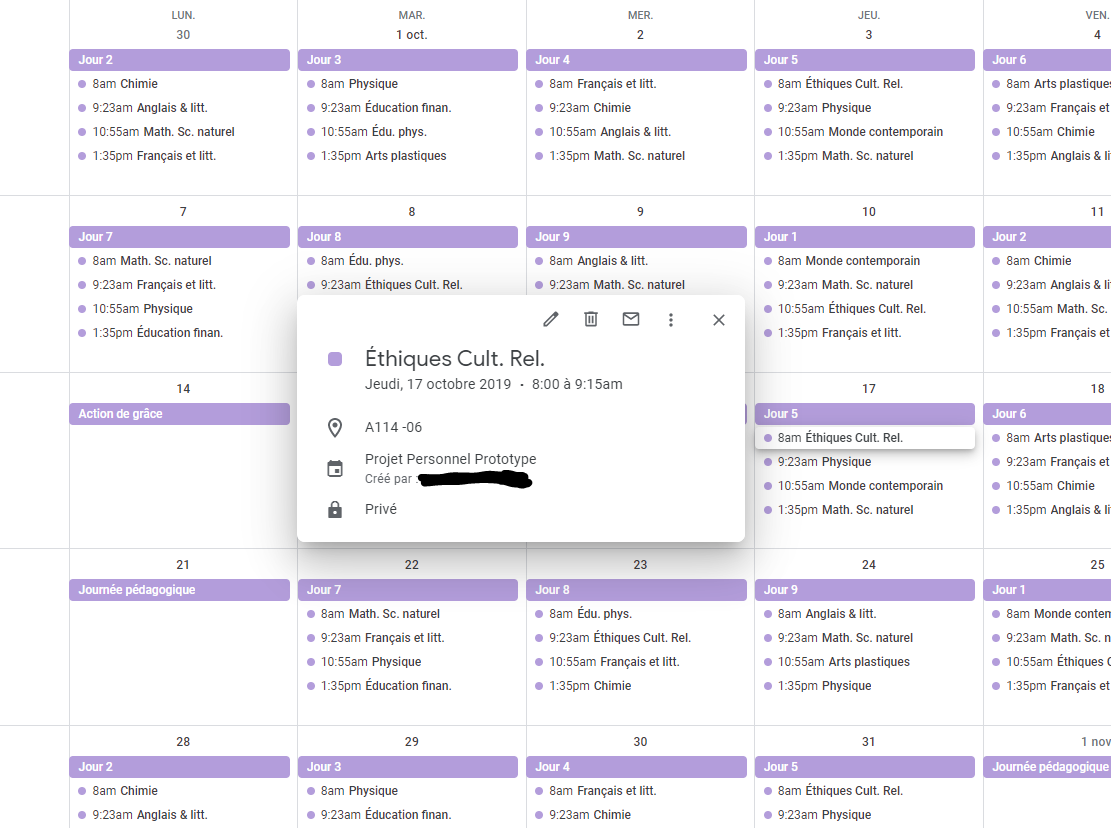 LUN.
MAR.
MER.
JEU.
VEN.
30
1 oct.
2
3
4
Jour 2
Jour 3
Jour 4
Jour 5
Jour 6
8am Chimie
8am Physique
8am Français et litt.
8am Éthiques Cult. Rel.
8am Arts plastiques
9:23am Anglais & litt.
9:23am Éducation finan.
9:23am Chimie
9:23am Physique
9:23am Français et
10:55am Math. Sc. naturel
10:55am Édu. phys.
10:55am Anglais & litt.
10:55am Monde contemporain
10:55am Chimie
1:35pm Français et litt.
1:35pm Arts plastiques
1:35pm Math. Sc. naturel
1:35pm Math. Sc. naturel
1:35pm Anglais & li
7
8
9
10
11
Jour 7
Jour 8
Jour 9
Jour 1
Jour 2
8am Math. Sc. naturel
8am Édu. phys.
8am Anglais & litt.
8am Monde contemporain
8am Chimie
9:23am Français et litt.
9:23am Éthiques Cult. Rel.
9:23am Math. Sc. naturel
9:23am Math. Sc. naturel
9:23am Anglais & li
10:55am Physique
10:55am Éthiques Cult. Rel.
10:55am Math. Sc.
1:35pm Éducation finan.
1:35pm Français et litt.
1:35pm Français et
Éthiques Cult. Rel.
Jeudi, 17 octobre 2019 · 8:00 à 9:15am
A114 -06
Projet Personnel Prototype
Créé par :
Privé
14
17
18
Action de grâce
Jour 5
Jour 6
8am Éthiques Cult. Rel.
8am Arts plastiques
9:23am Physique
9:23am Français et
10:55am Monde contemporain
10:55am Chimie
1:35pm Math. Sc. naturel
1:35pm Anglais & li
21
22
23
24
25
Journée pédagogique
Jour 7
Jour 8
Jour 9
Jour 1
8am Math. Sc. naturel
8am Édu. phys.
8am Anglais & litt.
8am Monde contem
9:23am Français et litt.
9:23am Éthiques Cult. Rel.
9:23am Math. Sc. naturel
9:23am Math. Sc. n
10:55am Physique
10:55am Français et litt.
10:55am Arts plastiques
10:55am Éthiques C
1:35pm Éducation finan.
1:35pm Chimie
1:35pm Physique
1:35pm Français et
28
29
30
31
1 nov
Jour 2
Jour 3
Jour 4
Jour 5
Journée pédagogique
8am Chimie
8am Physique
8am Français et litt.
8am Éthiques Cult. Rel.
9:23am Anglais & litt.
9:23am Éducation finan.
9:23am Chimie
9:23am Physique